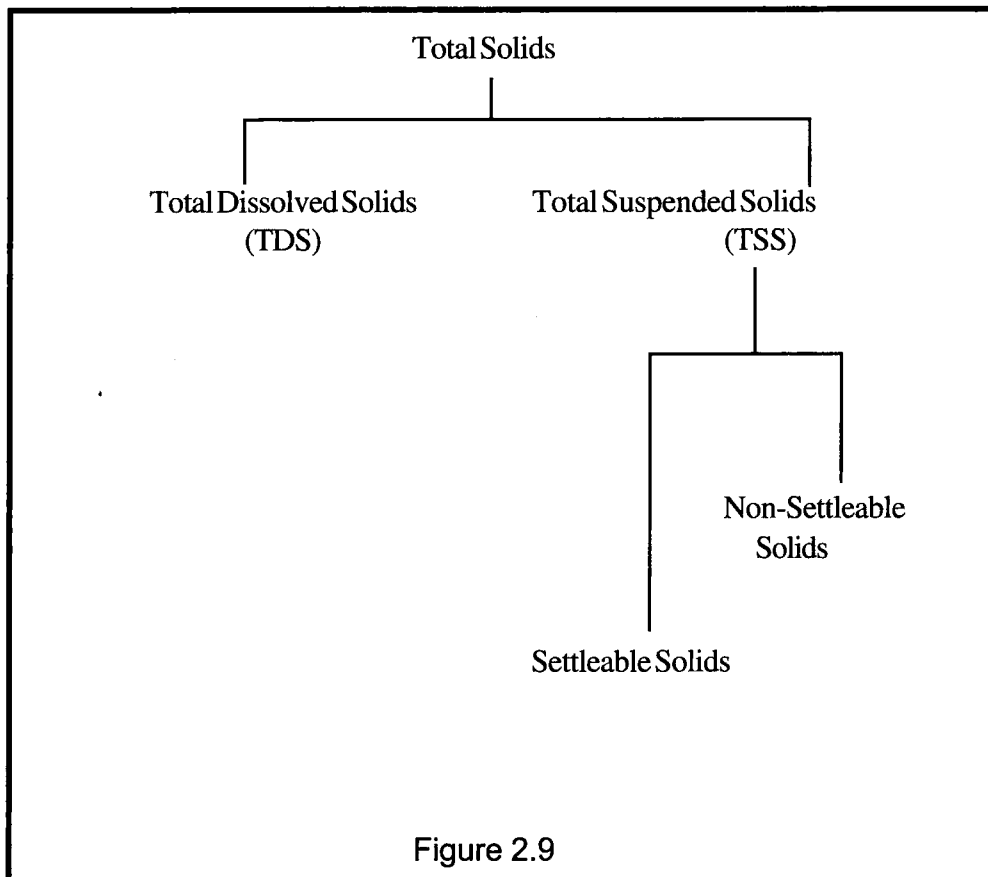 Total Solids
Total Dissolved Solids
(TDS)
Total Suspended Solids
(TSS)
Non-Settleable
Solids
Settleable Solids
Figure 2.9